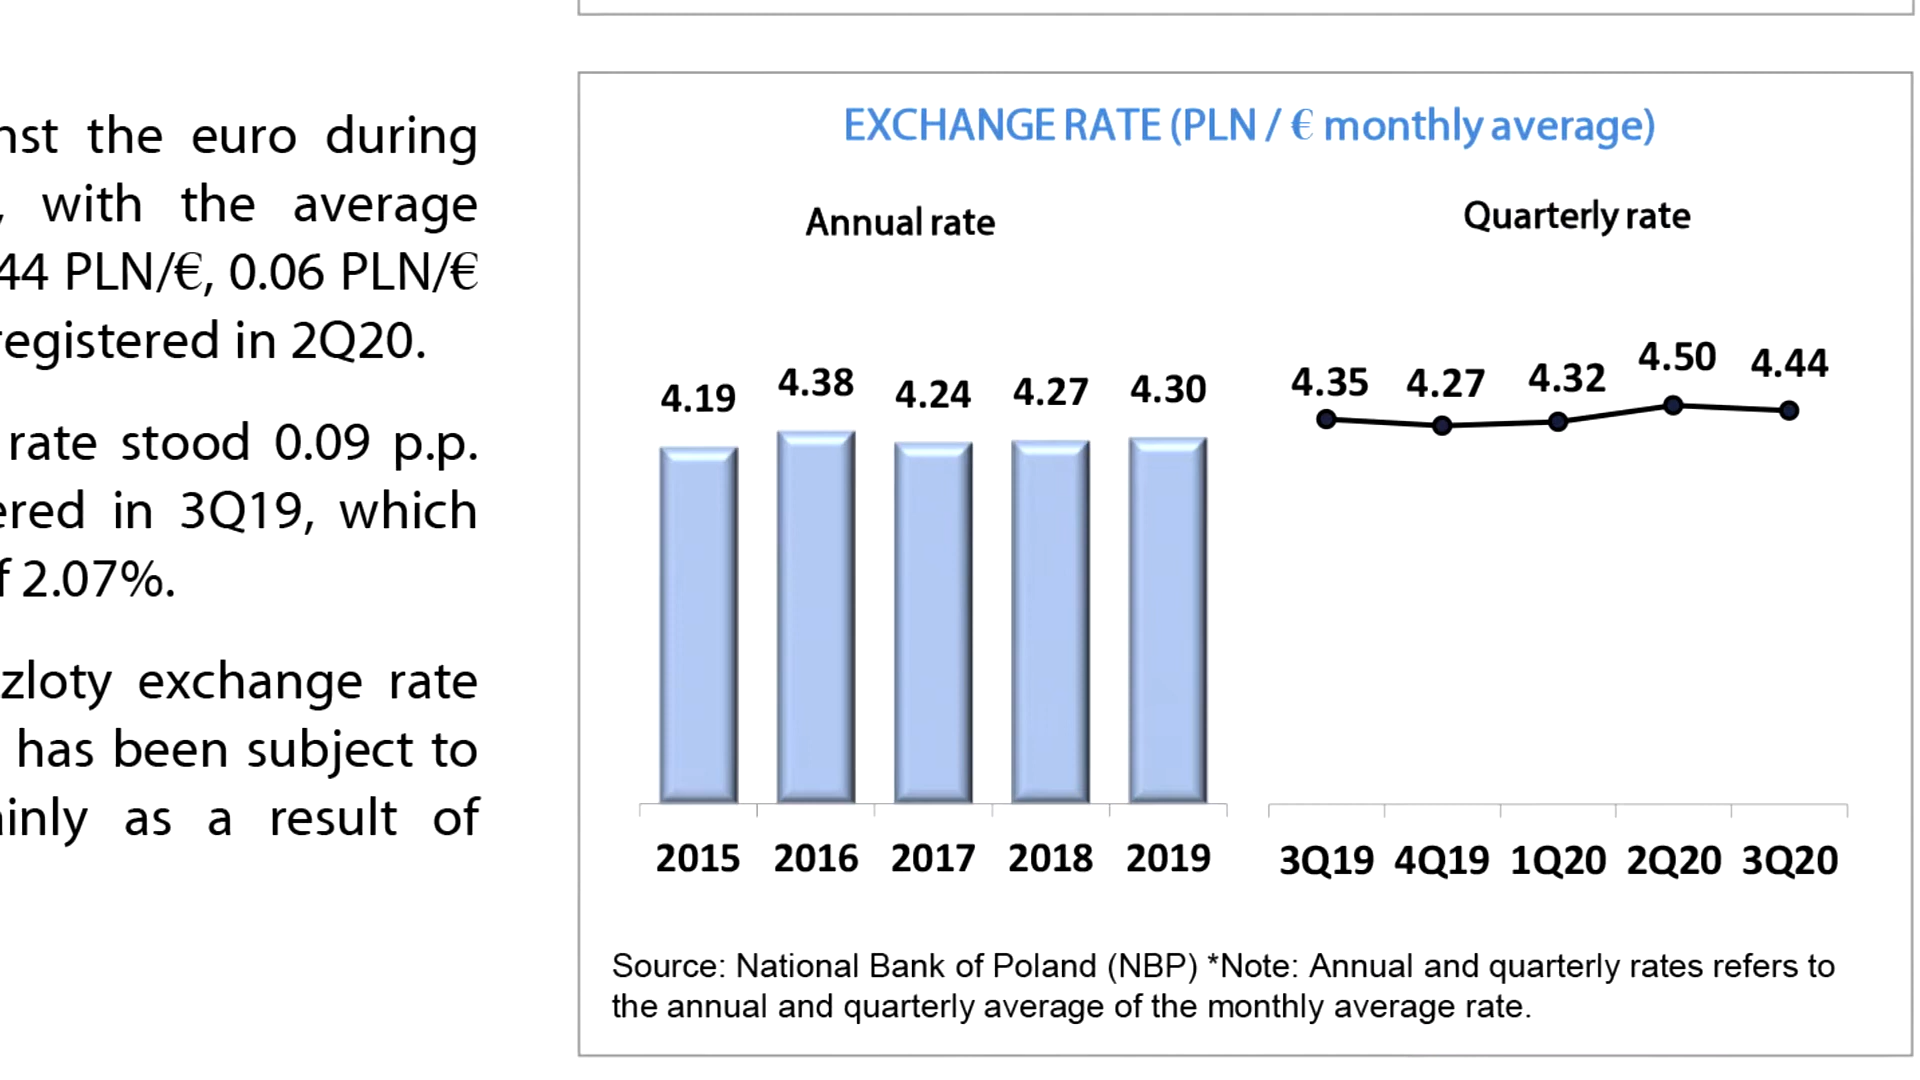 nst the euro during
, with the average
44 PLN/€, 0.06 PLN/€
registered in 2Q20.
rate stood 0.09 p.p.
ered in 3Q19, which
f 2.07%.
zloty exchange rate
has been subject to
ainly as a result of
EXCHANGE RATE (PLN / € monthly average)
Annual rate
4.19 4.38 4.24 4.27 4.30
2015 2016 2017 2018 2019
Quarterly rate
4.35 4.27 4.32 4.50 4.44
3Q19 4Q19 1Q20 2Q20 3Q20
Source: National Bank of Poland (NBP) *Note: Annual and quarterly rates refers to
the annual and quarterly average of the monthly average rate.